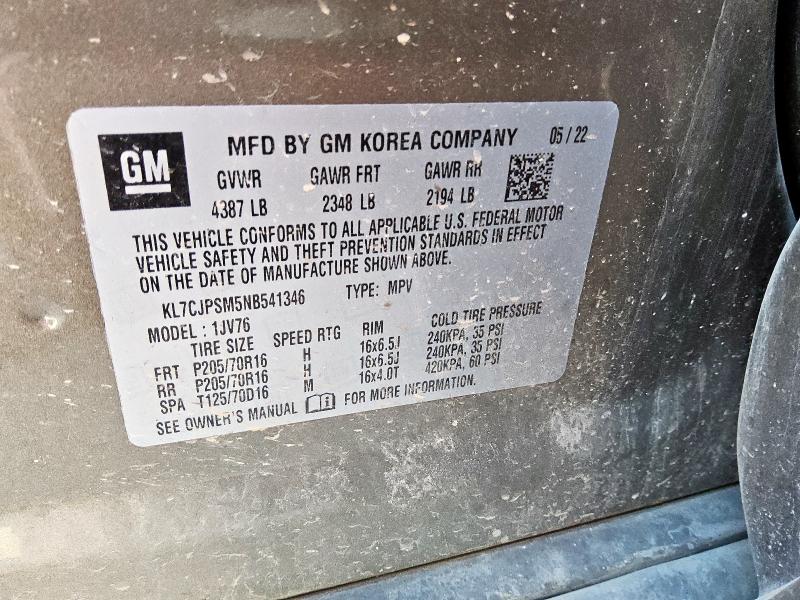 GM
MFD BY GM KOREA COMPANY 05/22
GVWR GAWR FRT GAWR RR
4387 LB 2348 LB 2194 LB
THIS VEHICLE CONFORMS TO ALL APPLICABLE U.S. FEDERAL MOTOR
VEHICLE SAFETY AND THEFT PREVENTION STANDARDS IN EFFECT
ON THE DATE OF MANUFACTURE SHOWN ABOVE.
KL7CJPSM5NB541346 TYPE: MPV
MODEL : 1JV76
TIRE SIZE SPEED RTG RIM COLD TIRE PRESSURE
FRT P205/70R16 H 16x6.5J 240KPA, 35 PSI
RR P205/70R16 H 16x6.5J 240KPA, 35 PSI
SPA T125/70D16 M 16x4.0T 420KPA, 60 PSI
SEE OWNER'S MANUAL FOR MORE INFORMATION.